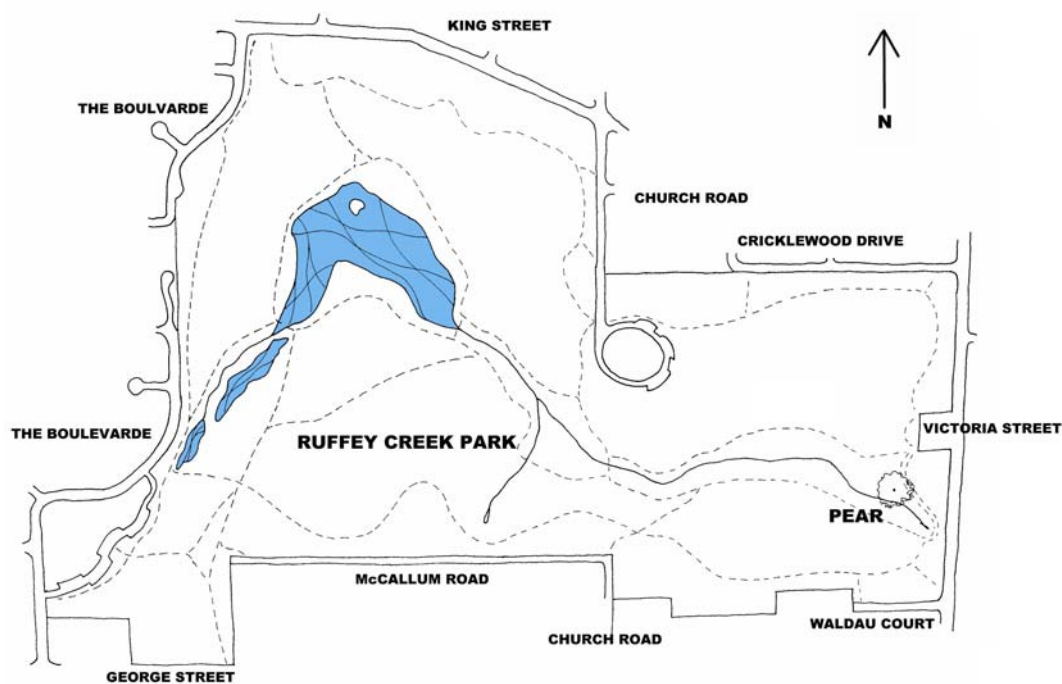 KING STREET
THE BOULVARDE
N
CHURCH ROAD
CRICKLEWOOD DRIVE
THE BOULEVARDE
RUFFEY CREEK PARK
VICTORIA STREET
PEAR
McCALLUM ROAD
WALDAU COURT
CHURCH ROAD
GEORGE STREET